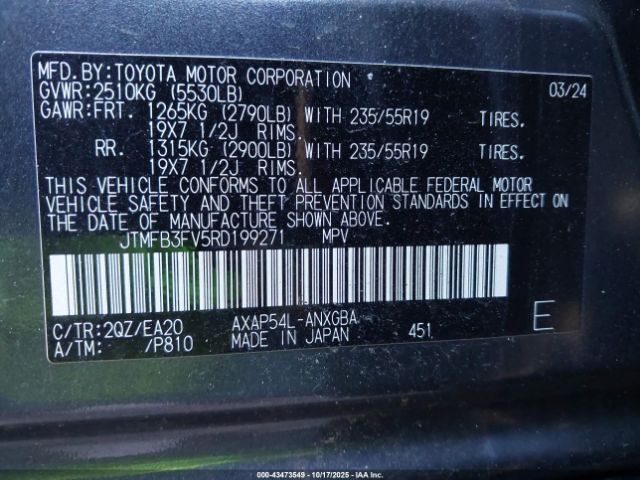 MFD.BY:TOYOTA MOTOR CORPORATION 03/24
GVWR:2510KG (5530LB)
GAWR:FRT. 1265KG (2790LB) WITH 235/55R19 TIRES.
19X7 1/2J RIMS.
RR. 1315KG (2900LB) WITH 235/55R19 TIRES.
19X7 1/2J RIMS.
THIS VEHICLE CONFORMS TO ALL APPLICABLE FEDERAL MOTOR
VEHICLE SAFETY AND THEFT PREVENTION STANDARDS IN EFFECT
ON THE DATE OF MANUFACTURE SHOWN ABOVE.
JTMFB3FV5RD199271 MPV
C/TR:2QZ/EA20 AXAP54L-ANXGBA 451 E
A/TM: /P810 MADE IN JAPAN
000-43473549 - 10/17/2025 - IAAI.COM